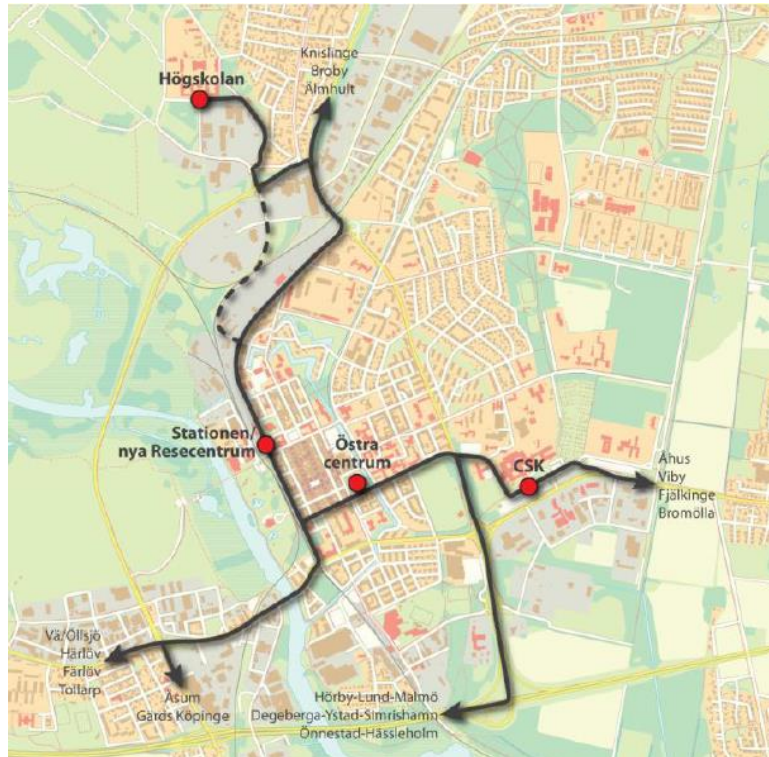 Högskolan
Knislinge
Broby
Älmhult
Stationen/
nya Resecentrum
Östra
centrum
CSK
Åhus
Viby
Fjälkinge
Bromölla
Vä/Öllsjö
Härlöv
Färlöv
Tollarp
Åsum
Gärds Köpinge
Hörby-Lund-Malmö
Degeberga-Ystad-Simrishamn
Önnestad-Hässleholm